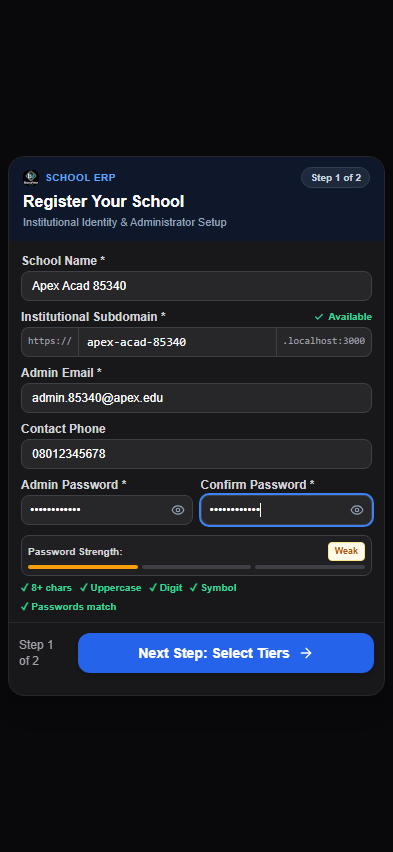 SCHOOL ERP
Step 1 of 2
Register Your School
Institutional Identity & Administrator Setup
School Name *
Apex Acad 85340
Institutional Subdomain *
✓ Available
https://
apex-acad-85340
.localhost:3000
Admin Email *
admin.85340@apex.edu
Contact Phone
08012345678
Admin Password *
Confirm Password *
••••••••••••
••••••••••••
Password Strength:
Weak
✓ 8+ chars ✓ Uppercase ✓ Digit ✓ Symbol
✓ Passwords match
Step 1
of 2
Next Step: Select Tiers →